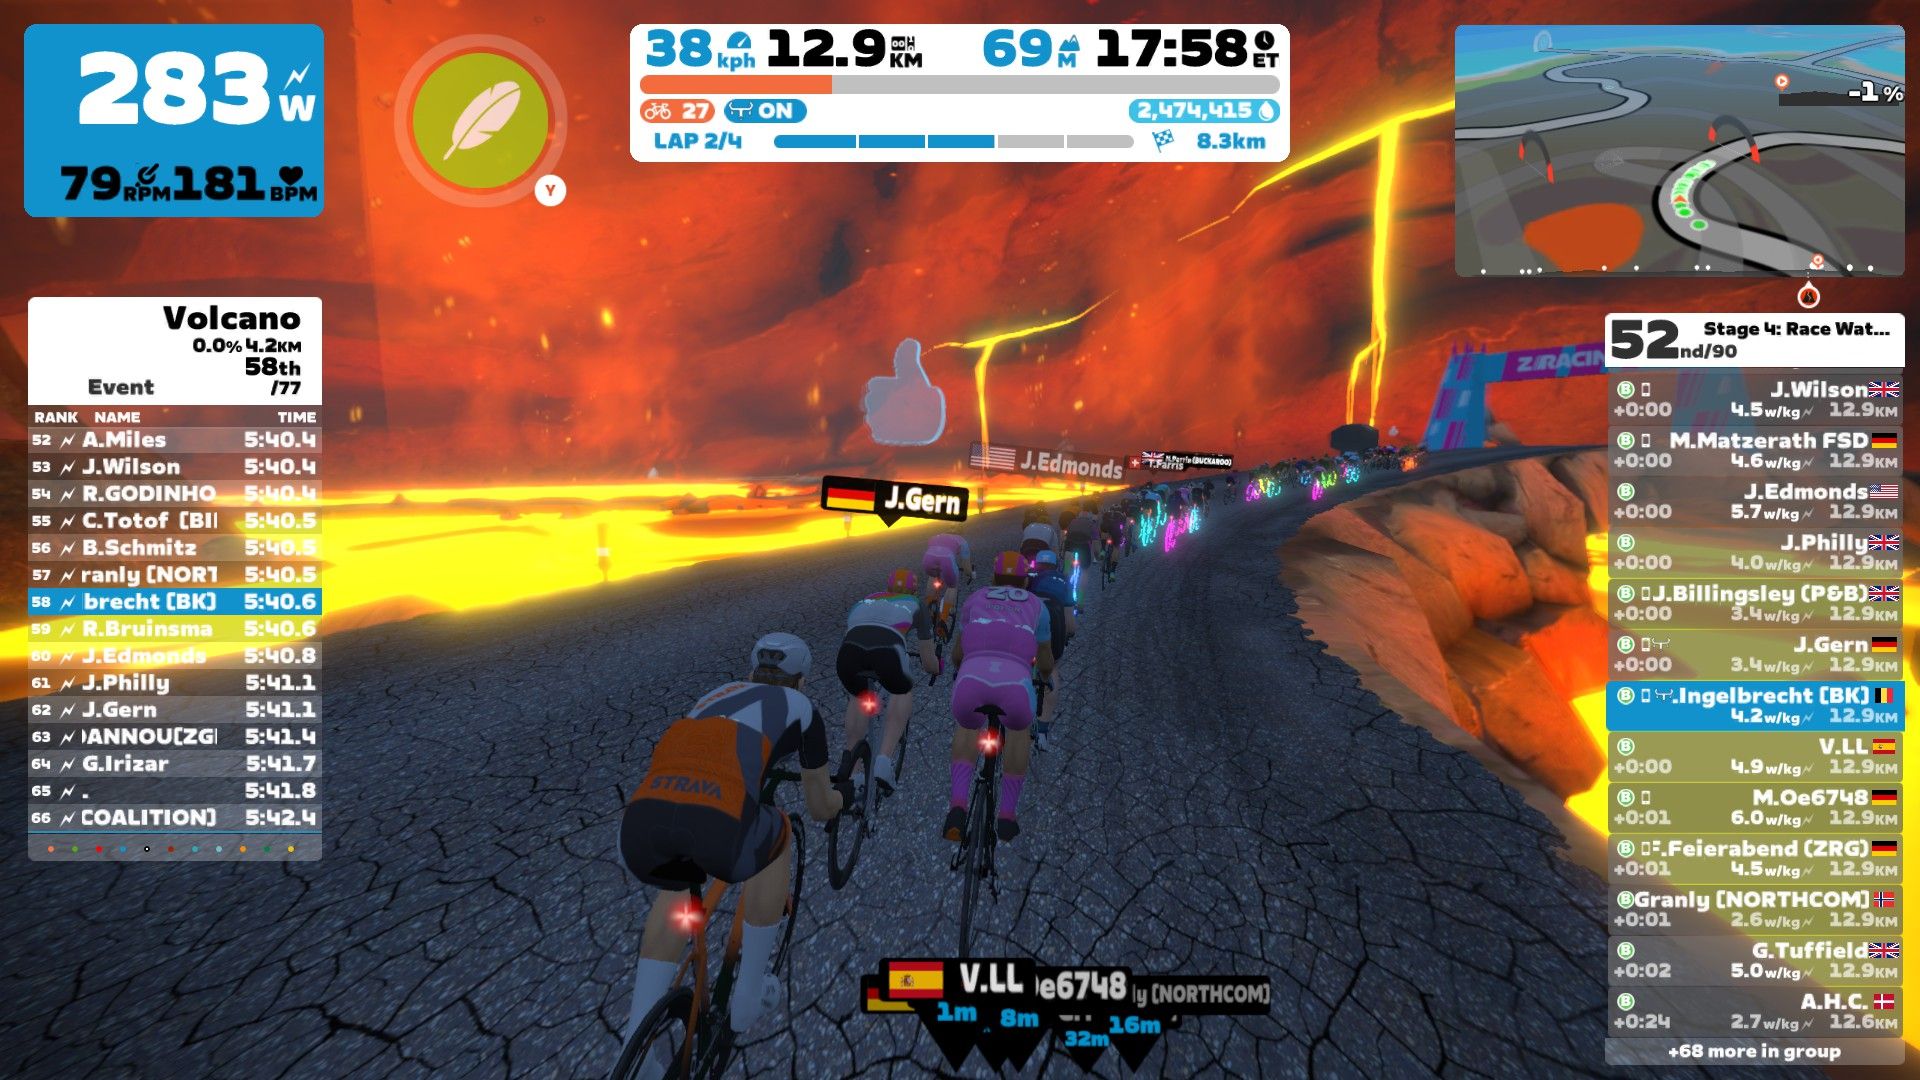 283 W
79 RPM 181 BPM
Y
38 kph 12.9 KM 69 M 17:58 ET
27 ON 2,474,415
LAP 2/4 8.3km
-1%
Volcano
0.0% 4.2KM
58th
Event /77
RANK NAME TIME
52 A.Miles 5:40.4
53 J.Wilson 5:40.4
54 R.GODINHO 5:40.4
55 C.Totof [BI 5:40.5
56 B.Schmitz 5:40.5
57 ranly [NORT 5:40.5
58 brecht [BK] 5:40.6
59 R.Bruinsma 5:40.6
60 J.Edmonds 5:40.8
61 J.Philly 5:41.1
62 J.Gern 5:41.1
63 ANNOU[ZG 5:41.4
64 G.Irizar 5:41.7
65 . 5:41.8
66 COALITION] 5:42.4
J.Edmonds
T.Farris
(BUCKAROO)
J.Gern
Z/RACIN
20
STRAVA
V.LL
e6748
ly [NORTHCOM]
1m 8m 32m 16m
52nd/90
Stage 4: Race Wat...
B J.Wilson
+0:00 4.5w/kg 12.9KM
B M.Matzerath FSD
+0:00 4.6w/kg 12.9KM
B J.Edmonds
+0:00 5.7w/kg 12.9KM
B J.Philly
+0:00 4.0w/kg 12.9KM
B J.Billingsley (P&B)
+0:00 3.4w/kg 12.9KM
B J.Gern
+0:00 3.4w/kg 12.9KM
B .Ingelbrecht [BK]
4.2w/kg 12.9KM
B V.LL
+0:00 4.9w/kg 12.9KM
B M.Oe6748
+0:01 6.0w/kg 12.9KM
B .Feierabend (ZRG)
+0:01 4.5w/kg 12.9KM
B Granly [NORTHCOM]
+0:01 2.6w/kg 12.9KM
B G.Tuffield
+0:02 5.0w/kg 12.9KM
B A.H.C.
+0:24 2.7w/kg 12.6KM
+68 more in group